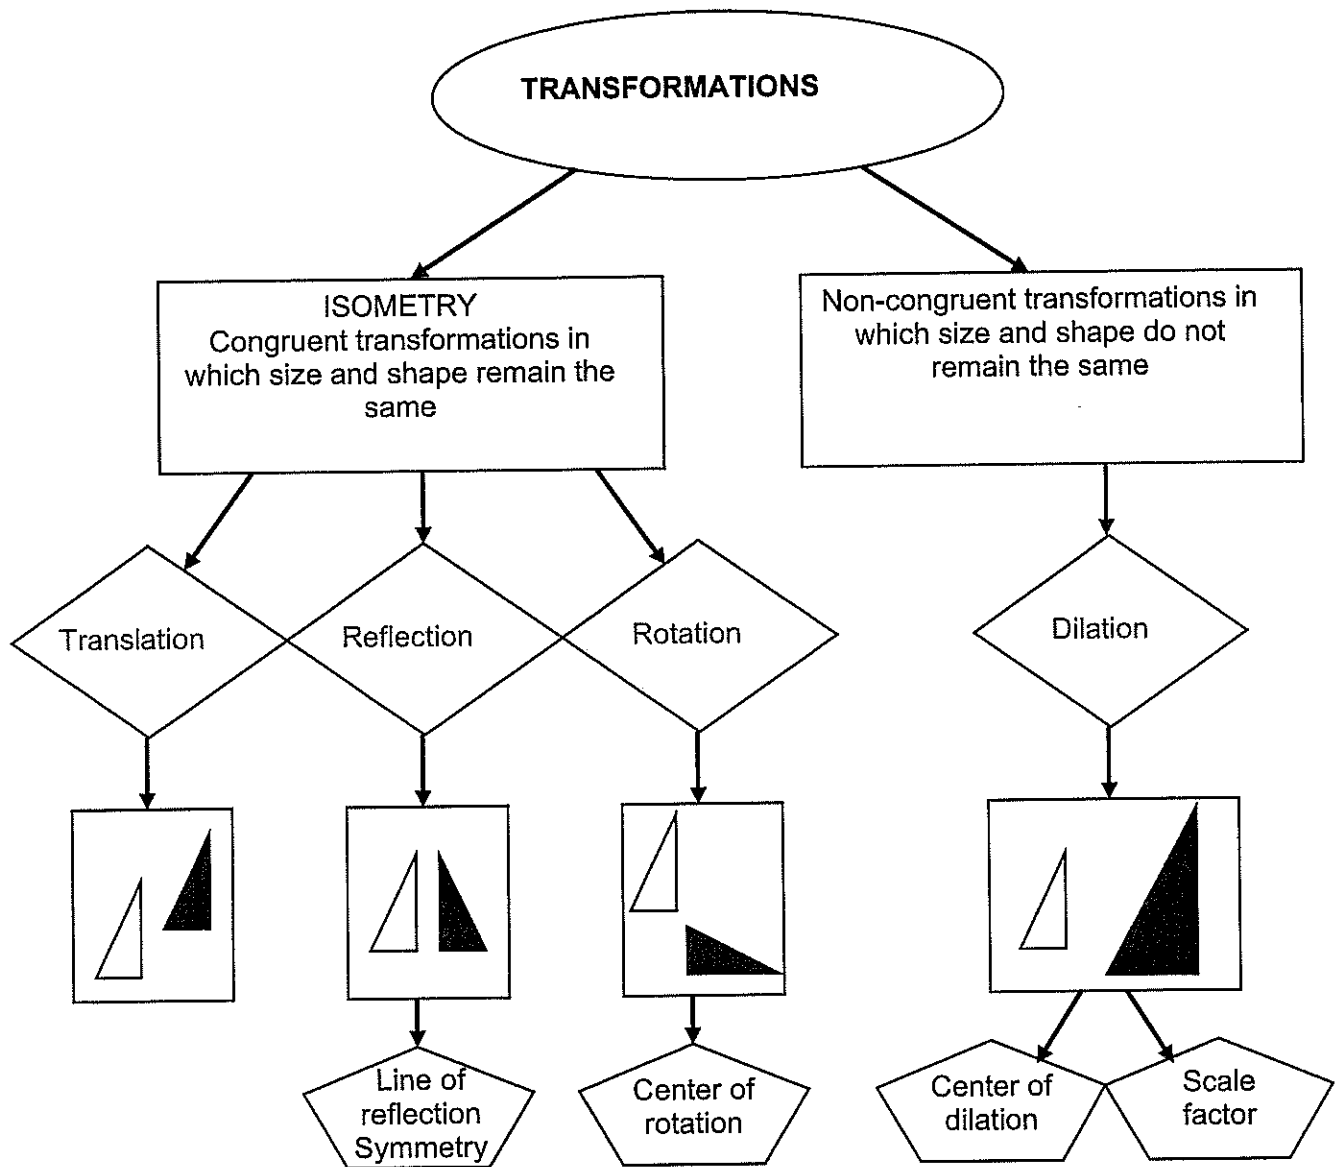 TRANSFORMATIONS
ISOMETRY
Congruent transformations in
which size and shape remain the
same
Non-congruent transformations in
which size and shape do not
remain the same
Translation
Reflection
Rotation
Dilation
Line of
reflection
Symmetry
Center of
rotation
Center of
dilation
Scale
factor